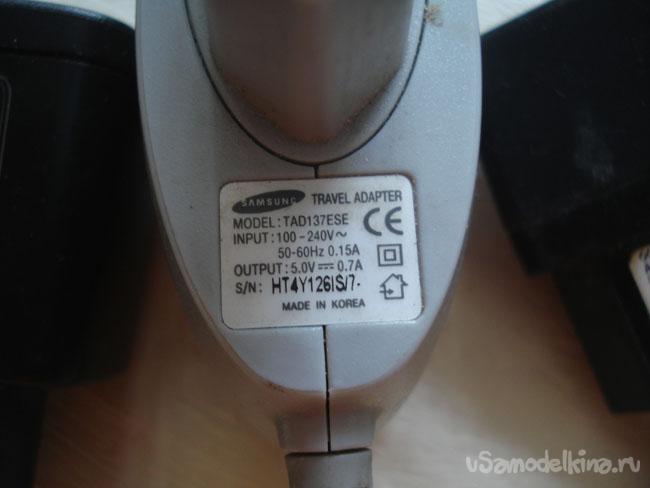 SAMSUNG TRAVEL ADAPTER
MODEL: TAD137ESE
INPUT: 100-240V~
50-60Hz 0.15A
OUTPUT: 5.0V⎓0.7A
S/N: HT4Y126IS/7-
MADE IN KOREA
CE
uSamodelkina.ru